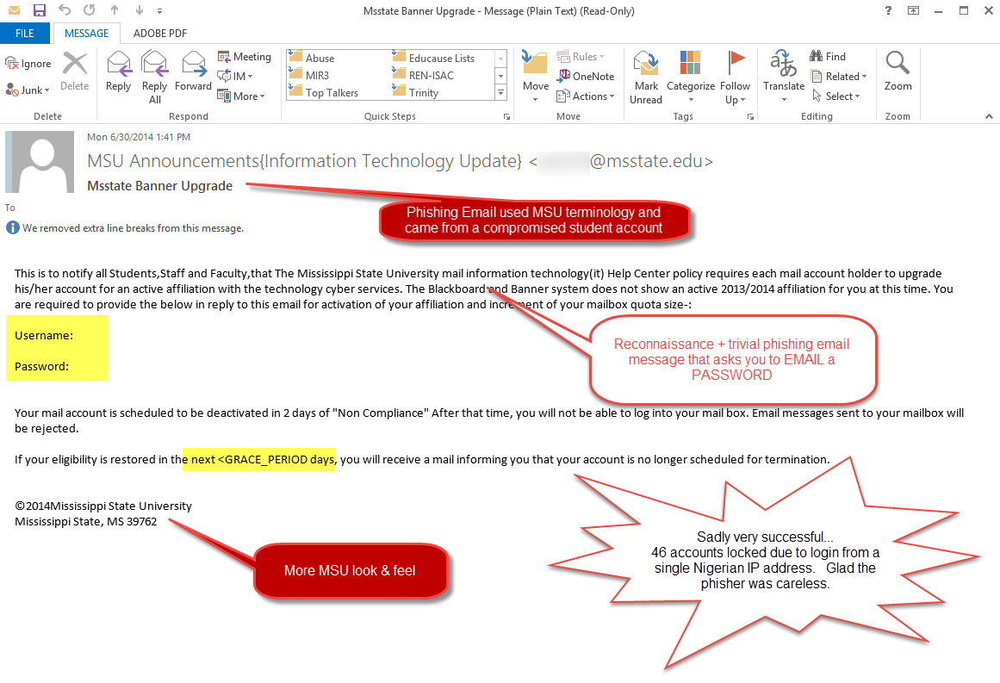 Msstate Banner Upgrade - Message (Plain Text) (Read-Only)
FILE MESSAGE ADOBE PDF
Ignore
Junk
Delete
Delete
Reply
Reply All
Forward
Meeting
IM
More
Respond
Abuse
MIR3
Top Talkers
Educause Lists
REN-ISAC
Trinity
Quick Steps
Move
Rules
OneNote
Actions
Move
Mark Unread
Categorize
Follow Up
Tags
Translate
Find
Related
Select
Editing
Zoom
Zoom
Mon 6/30/2014 1:41 PM
MSU Announcements{Information Technology Update} < @msstate.edu>
Msstate Banner Upgrade
Phishing Email used MSU terminology and
came from a compromised student account
To
We removed extra line breaks from this message.
This is to notify all Students,Staff and Faculty,that The Mississippi State University mail information technology(it) Help Center policy requires each mail account holder to upgrade
his/her account for an active affiliation with the technology cyber services. The Blackboard and Banner system does not show an active 2013/2014 affiliation for you at this time. You
are required to provide the below in reply to this email for activation of your affiliation and increment of your mailbox quota size-:
Username:
Password:
Reconnaissance + trivial phishing email
message that asks you to EMAIL a
PASSWORD
Your mail account is scheduled to be deactivated in 2 days of "Non Compliance" After that time, you will not be able to log into your mail box. Email messages sent to your mailbox will
be rejected.
If your eligibility is restored in the next <GRACE_PERIOD days, you will receive a mail informing you that your account is no longer scheduled for termination.
©2014Mississippi State University
Mississippi State, MS 39762
More MSU look & feel
Sadly very successful...
46 accounts locked due to login from a
single Nigerian IP address. Glad the
phisher was careless.